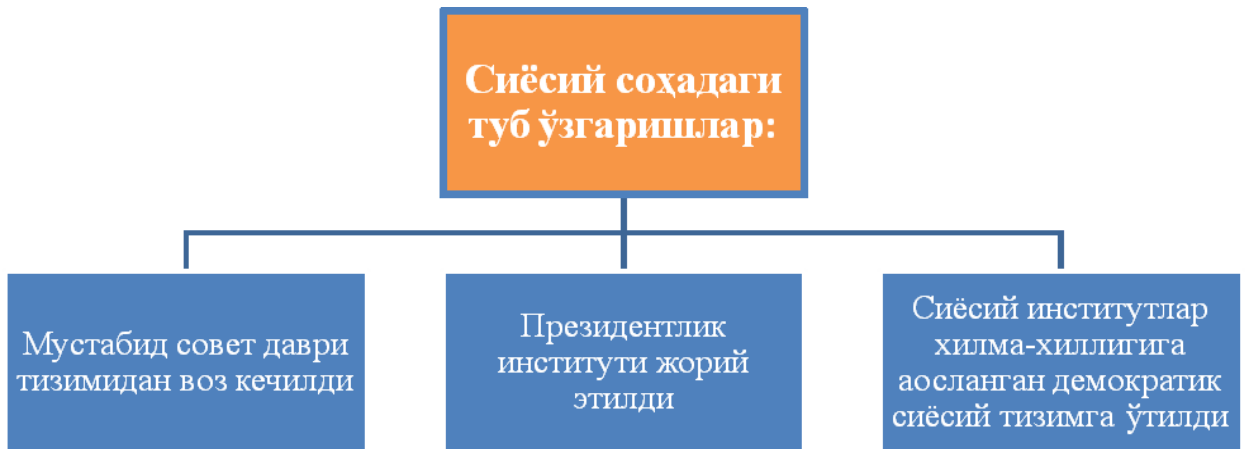 Сиёсий соҳадаги
туб ўзгаришлар:
Мустабид совет даври
тизимидан воз кечилди
Президентлик
институти жорий
этилди
Сиёсий институтлар
хилма-хиллигига
аосланган демократик
сиёсий тизимга ўтилди